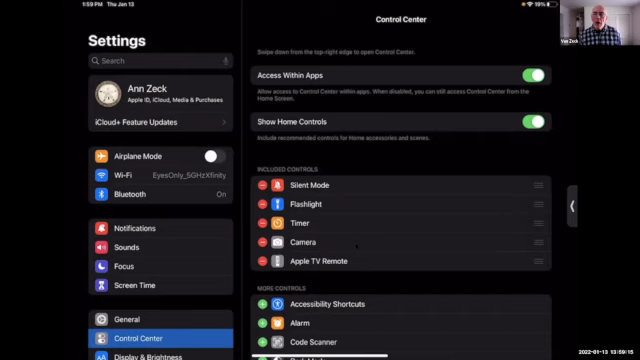 1:59 PM Thu Jan 13
19%
Control Center
Settings
Swipe down from the top-right edge to open Control Center.
Search
Access Within Apps
Allow access to Control Center within apps. When disabled, you can still access Control Center from the
Home Screen.
Ann Zeck
Apple ID, iCloud, Media & Purchases
iCloud+ Feature Updates
Show Home Controls
Include recommended controls for Home accessories and scenes.
Airplane Mode
Wi-Fi EyesOnly_5GHzXfinity
Bluetooth On
INCLUDED CONTROLS
Silent Mode
Flashlight
Timer
Camera
Apple TV Remote
Notifications
Sounds
Focus
Screen Time
MORE CONTROLS
Accessibility Shortcuts
Alarm
Code Scanner
General
Control Center
Display & Brightness
Van Zeck
2022-01-13 13:59:15